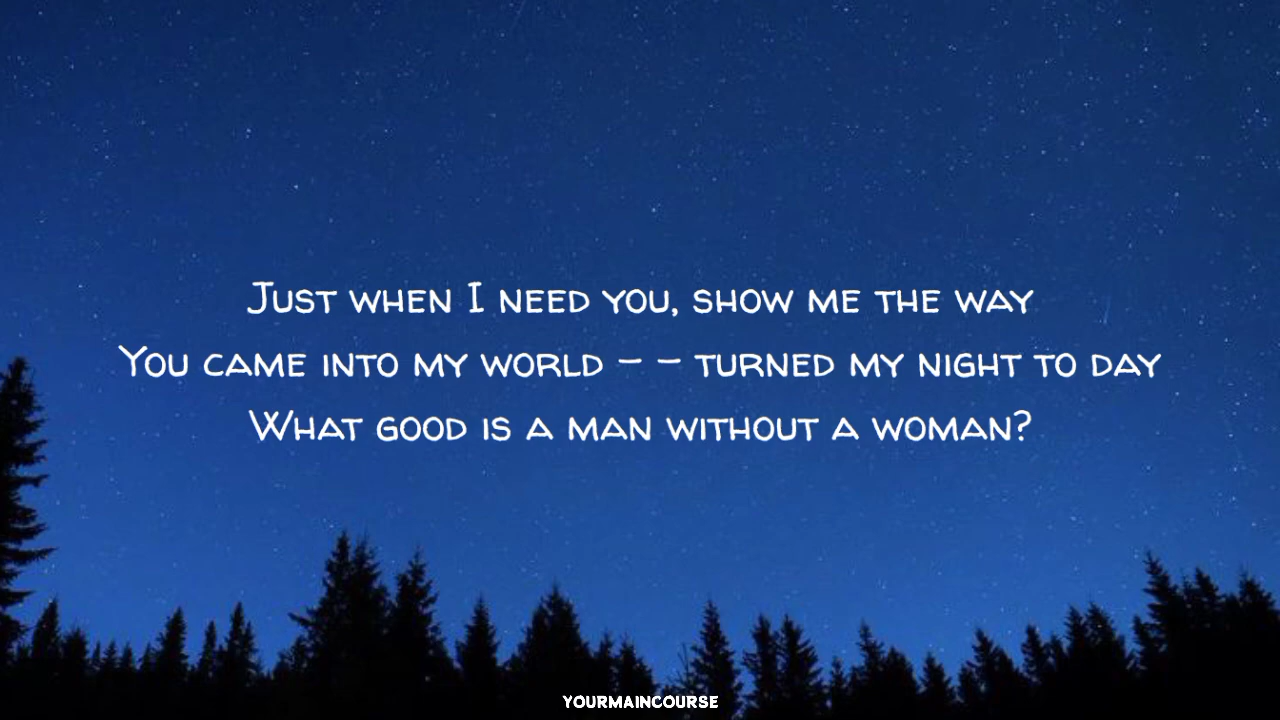 Just when I need you, show me the way
You came into my world - - turned my night to day
What good is a man without a woman?
YOURMAINCOURSE